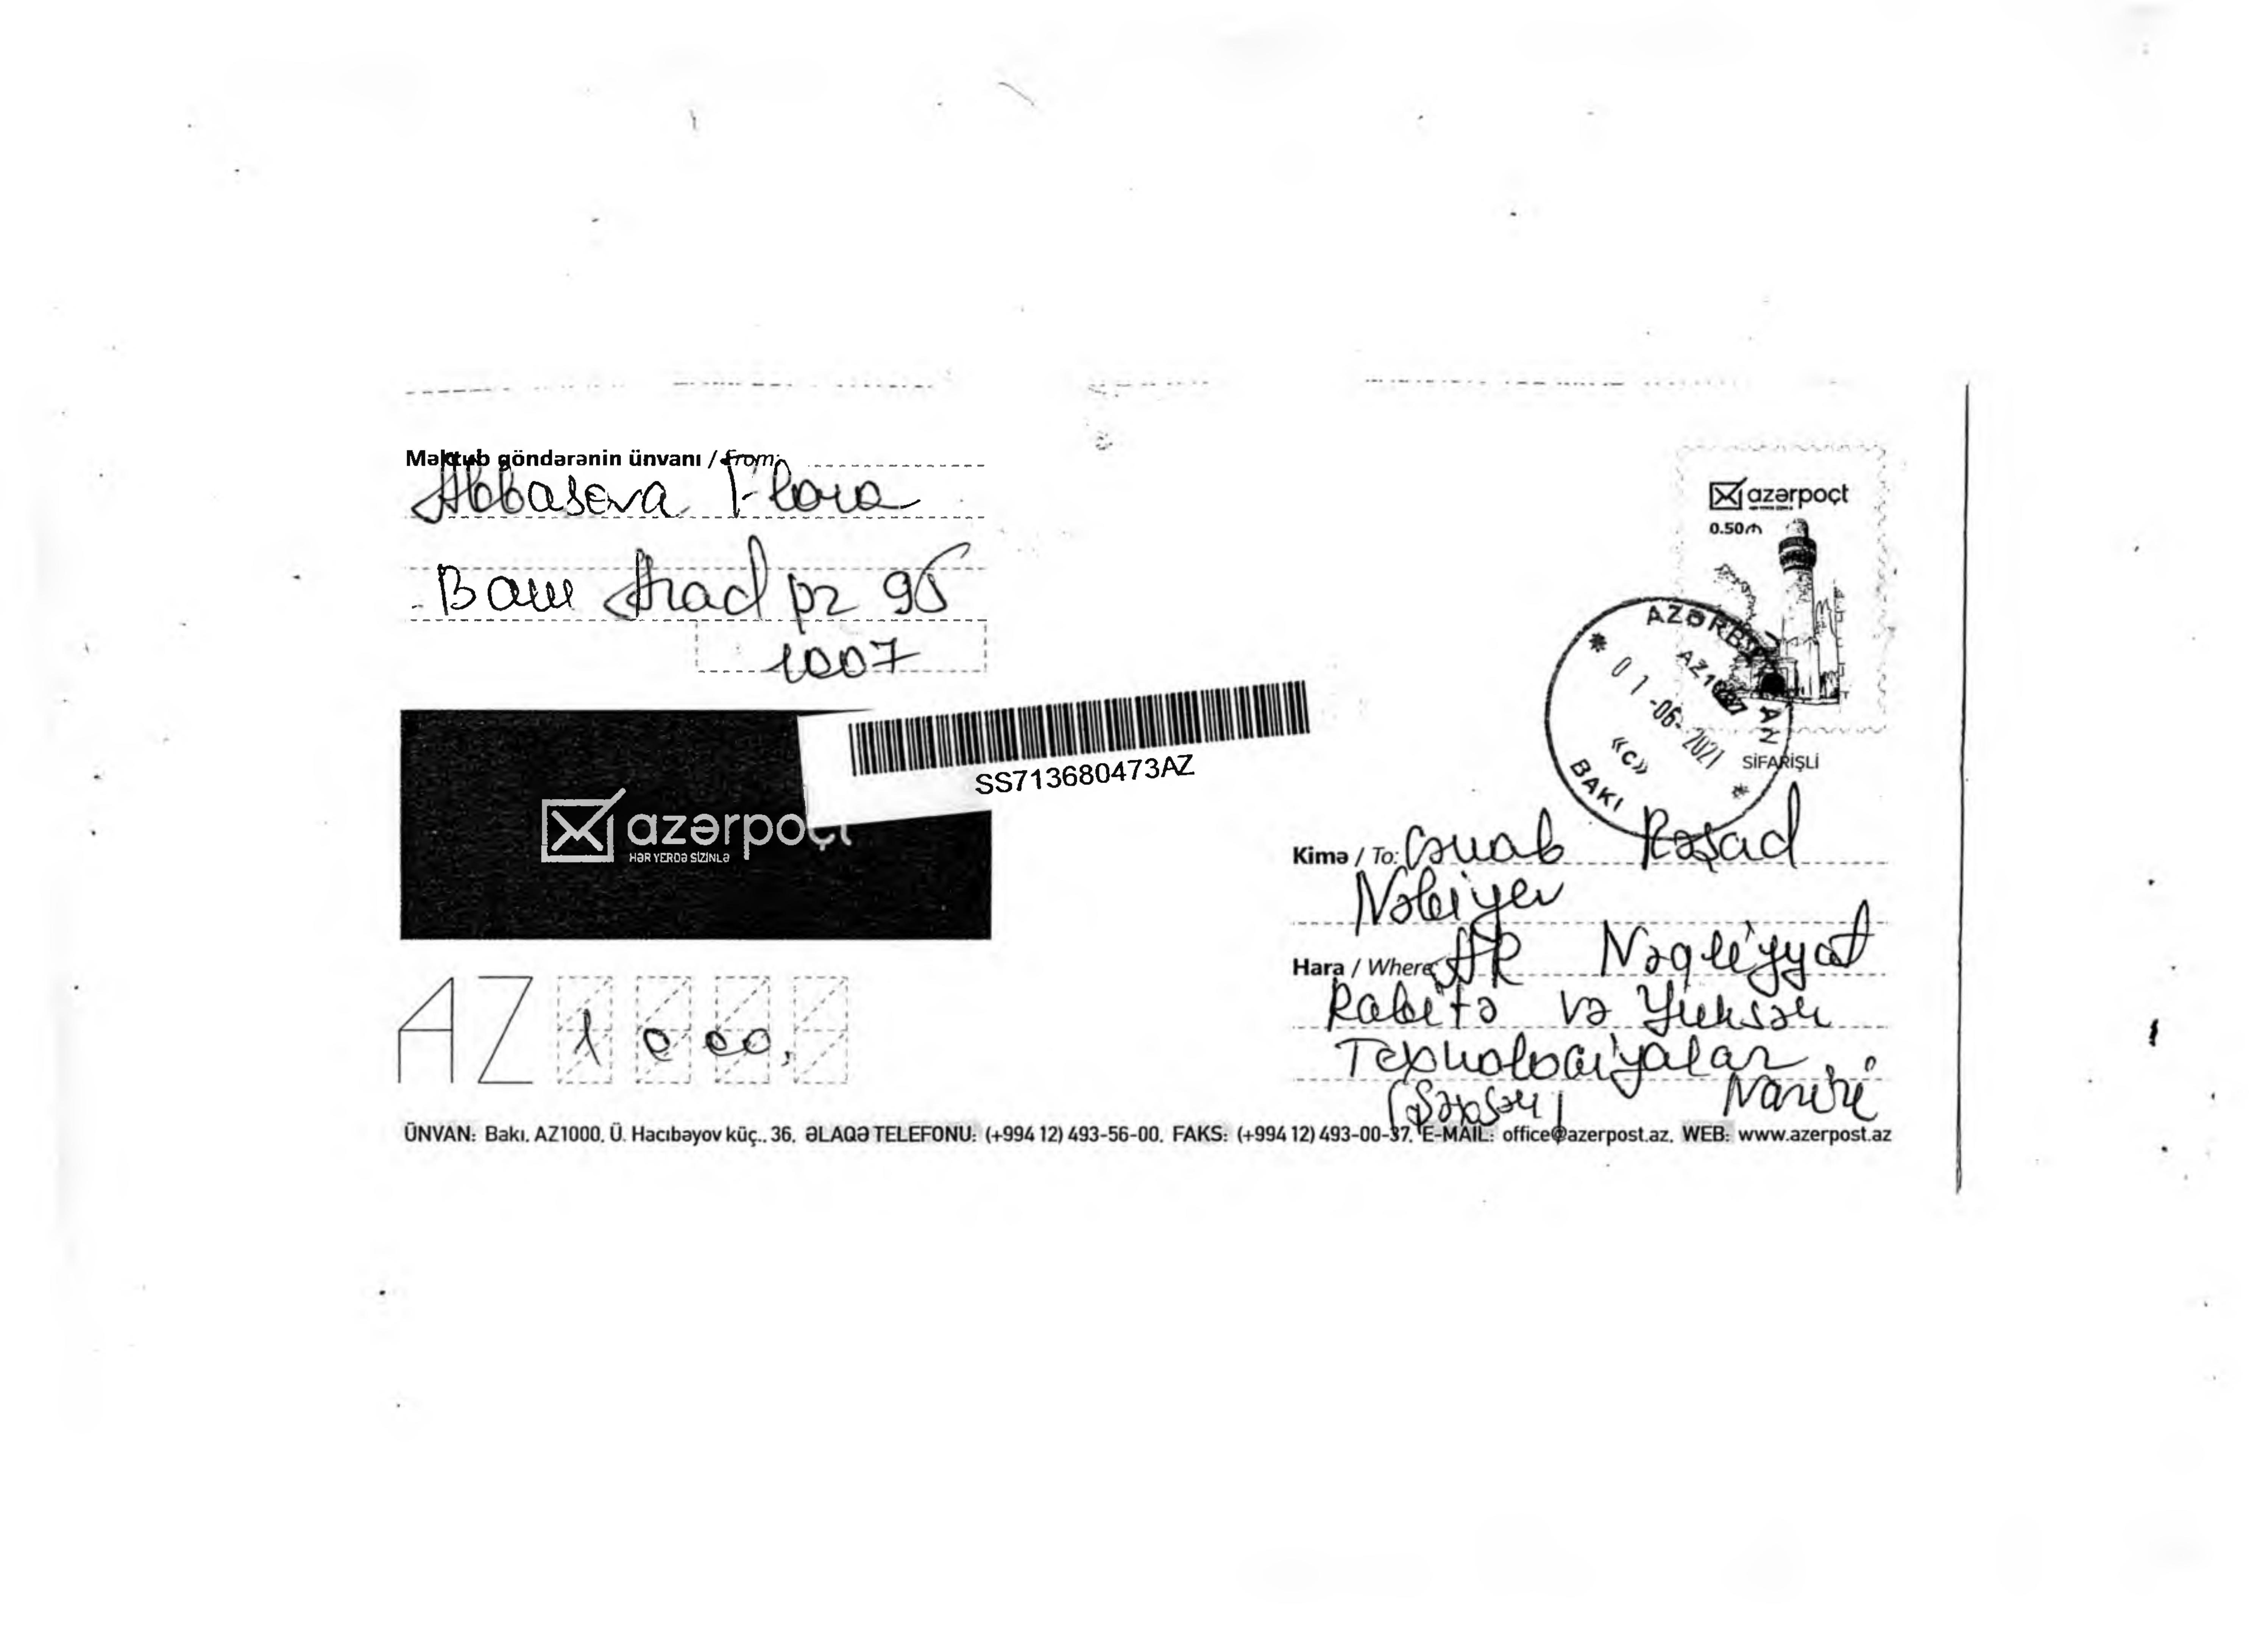 Məktub göndərənin ünvanı / From:
Abbasova Flora
Bakı Azad pr 96
1007
azərpoçt
HƏR YERDƏ SİZİNLƏ
SS713680473AZ
AZ 1000
azərpoçt
0.50₼
AZƏRBAYCAN
AZ1007
01-06-2021
«C»
BAKI
SİFARİŞLİ
Kimə / To: Cənab Rəşad
Nəbiyev
Hara / Where: AR Nəqliyyat
Rabitə və Yüksək
Texnologiyalar
(Şəxsən) Naziri
ÜNVAN: Bakı, AZ1000, Ü. Hacıbəyov küç., 36, ƏLAQƏ TELEFONU: (+994 12) 493-56-00, FAKS: (+994 12) 493-00-37, E-MAIL: office@azerpost.az, WEB: www.azerpost.az